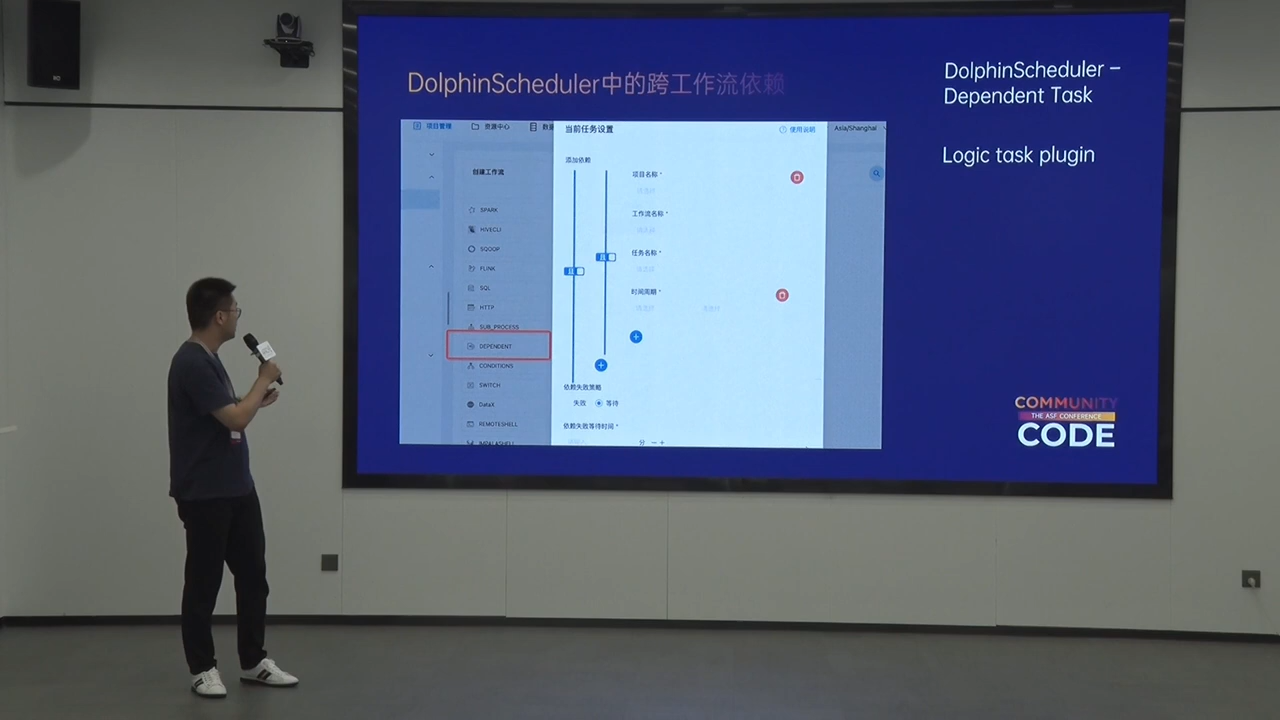 DolphinScheduler中的跨工作流依赖
DolphinScheduler –
Dependent Task
Logic task plugin
项目管理
资源中心
创建工作流
SPARK
HIVECLI
SQOOP
FLINK
SQL
HTTP
SUB_PROCESS
DEPENDENT
CONDITIONS
SWITCH
DataX
REMOTESHELL
当前任务设置
使用说明
Asia/Shanghai
添加依赖
项目名称 *
工作流名称 *
任务名称 *
时间周期 *
且
且
依赖失败策略
失败
等待
依赖失败等待时间 *
分
COMMUNITY
THE ASF CONFERENCE
CODE